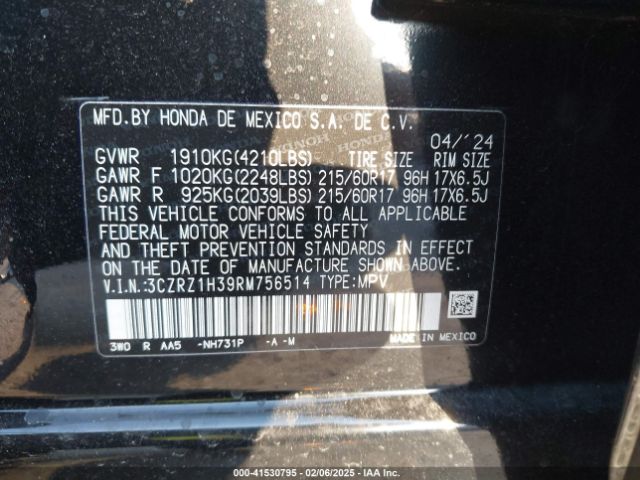 MFD.BY HONDA DE MEXICO S.A. DE C.V.
04/'24
GVWR 1910KG(4210LBS) TIRE SIZE RIM SIZE
GAWR F 1020KG(2248LBS) 215/60R17 96H 17X6.5J
GAWR R 925KG(2039LBS) 215/60R17 96H 17X6.5J
THIS VEHICLE CONFORMS TO ALL APPLICABLE
FEDERAL MOTOR VEHICLE SAFETY
AND THEFT PREVENTION STANDARDS IN EFFECT
ON THE DATE OF MANUFACTURE SHOWN ABOVE.
V.I.N.:3CZRZ1H39RM756514 TYPE:MPV
3W0 R AA5 -NH731P -A -M MADE IN MEXICO
000-41530795 - 02/06/2025 - IAA Inc.